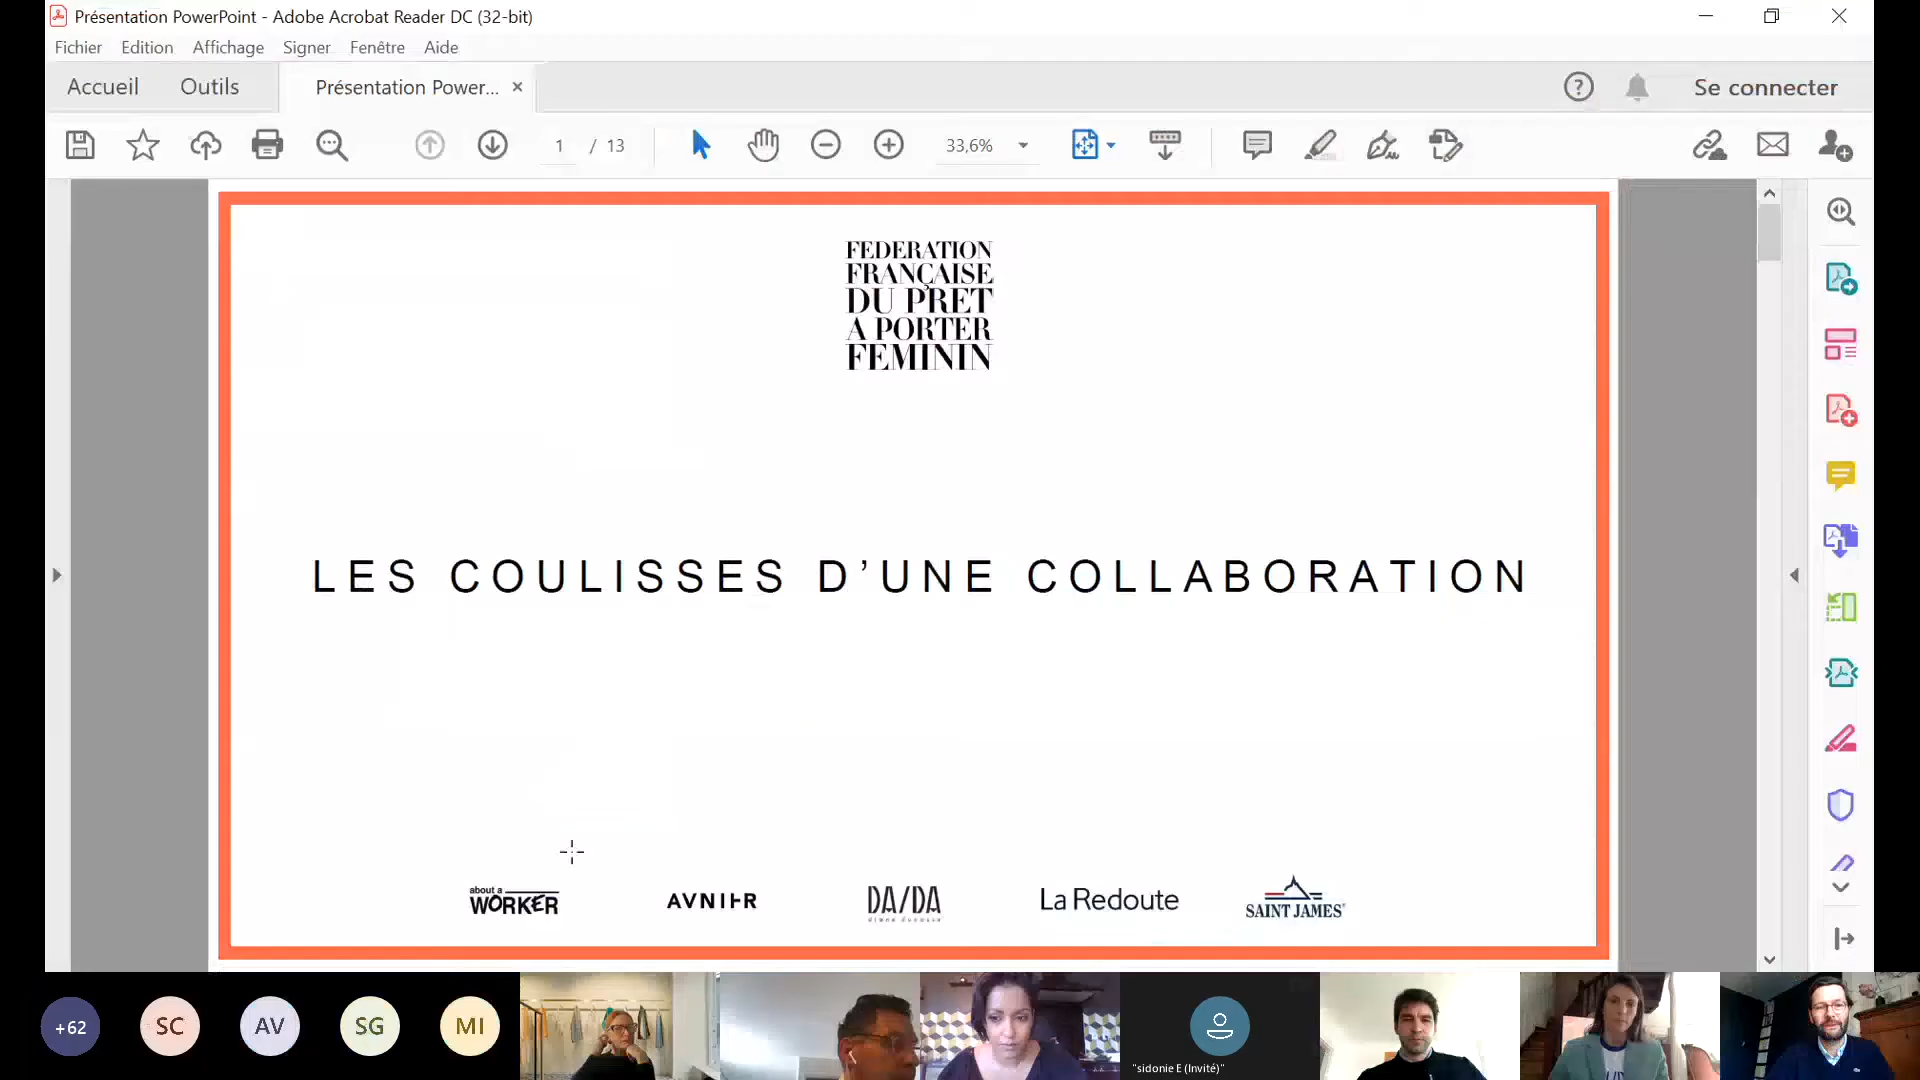 Présentation PowerPoint - Adobe Acrobat Reader DC (32-bit)
Fichier Edition Affichage Signer Fenêtre Aide
Accueil Outils Présentation Power... × Se connecter
1 / 13 33,6%
FEDERATION
FRANÇAISE
DU PRET
A PORTER
FEMININ
LES COULISSES D’UNE COLLABORATION
about a
WORKER
AVNIR
DA/DA
La Redoute
SAINT JAMES
+62 SC AV SG MI
"sidonie E (Invité)"